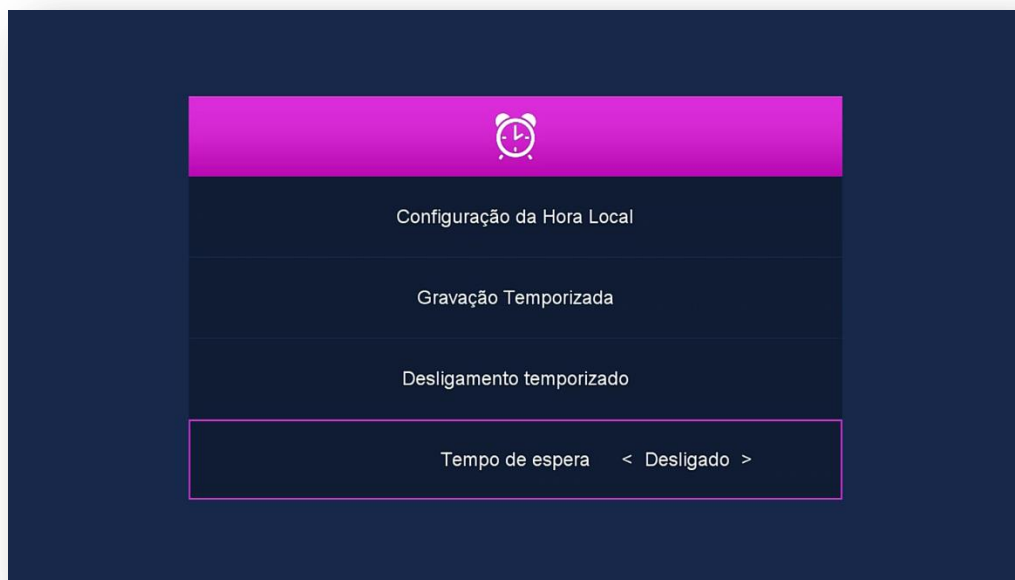 Configuração da Hora Local
Gravação Temporizada
Desligamento temporizado
Tempo de espera < Desligado >